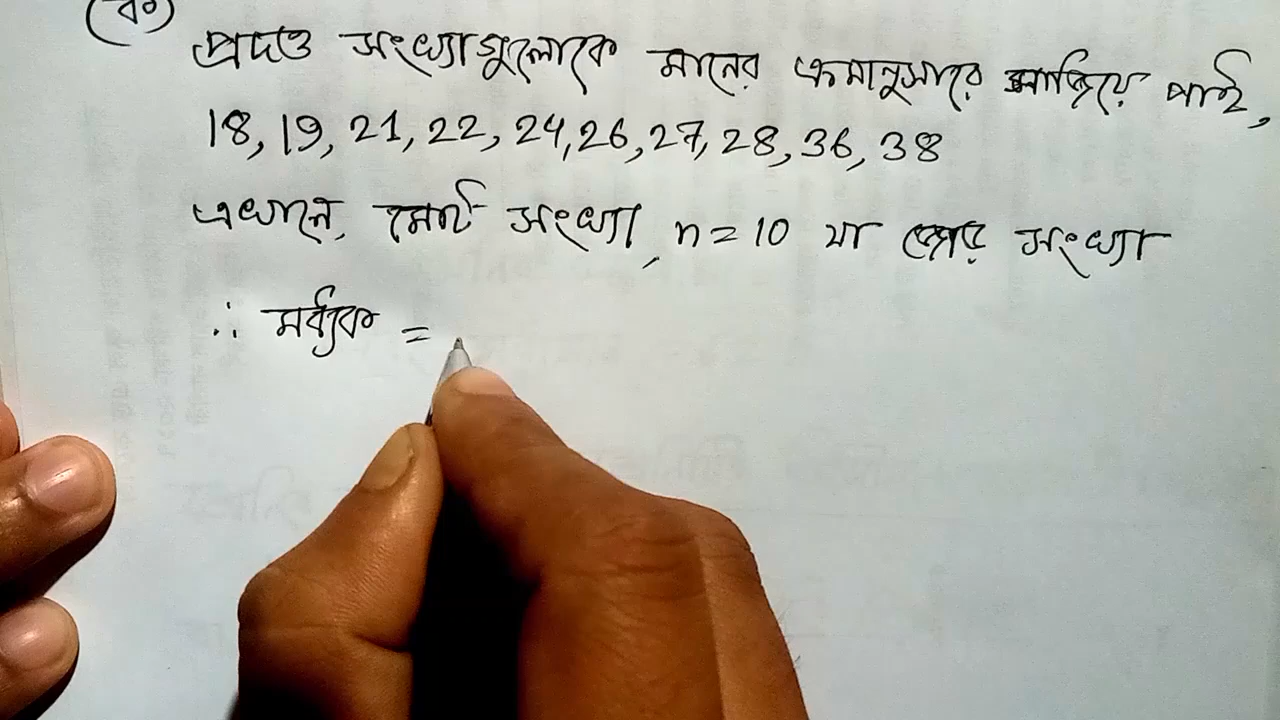 (ক)
প্রদত্ত সংখ্যাগুলোকে মানের ক্রমানুসারে সাজিয়ে পাই,
18, 19, 21, 22, 24, 26, 27, 28, 36, 38
এখানে, মোট সংখ্যা, n = 10 যা জোড় সংখ্যা
∴ মধ্যক =